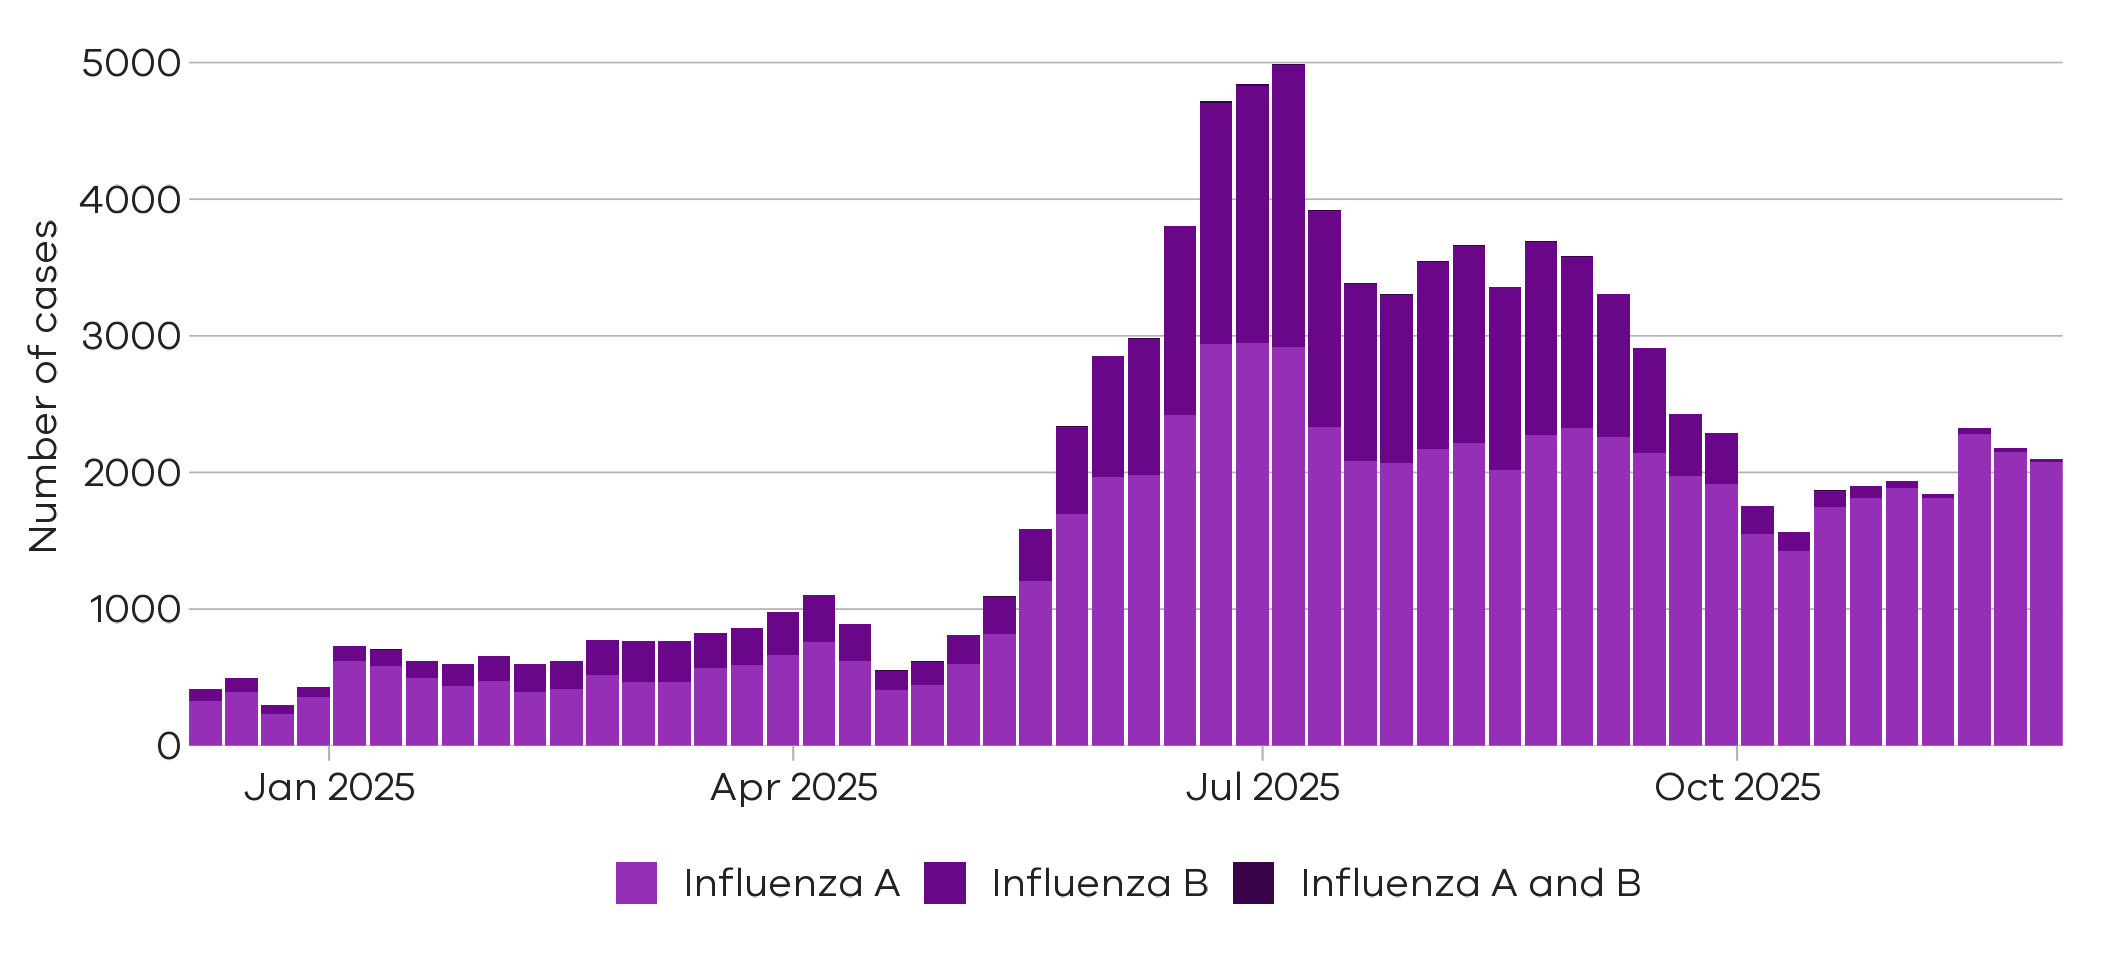 Number of cases
5000
4000
3000
2000
1000
0
Jan 2025 Apr 2025 Jul 2025 Oct 2025
Influenza A Influenza B Influenza A and B